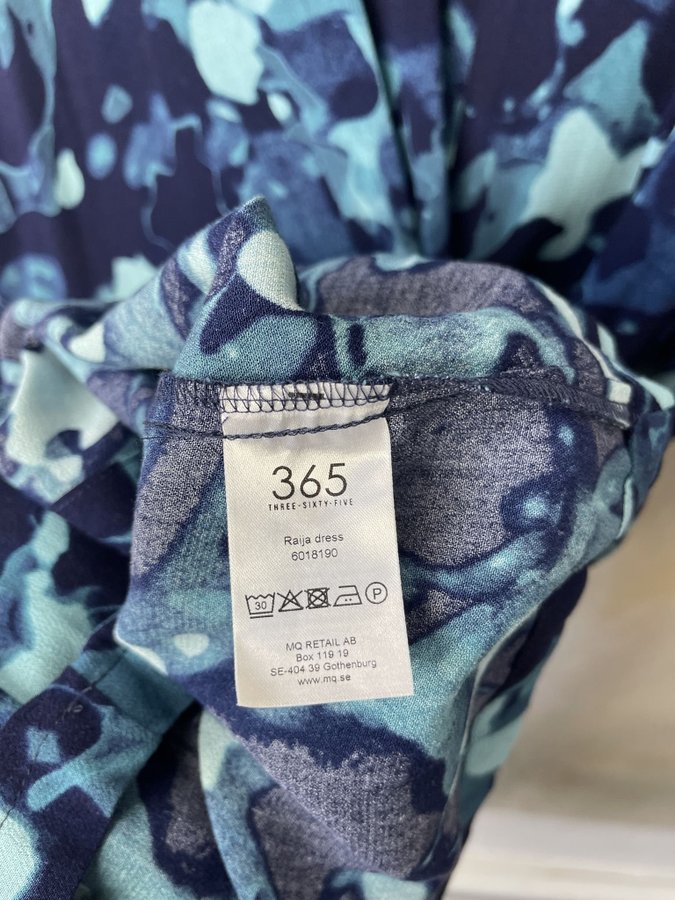 365
THREE-SIXTY-FIVE
Raija dress
6018190
30
P
MQ RETAIL AB
Box 119 19
SE-404 39 Gothenburg
www.mq.se